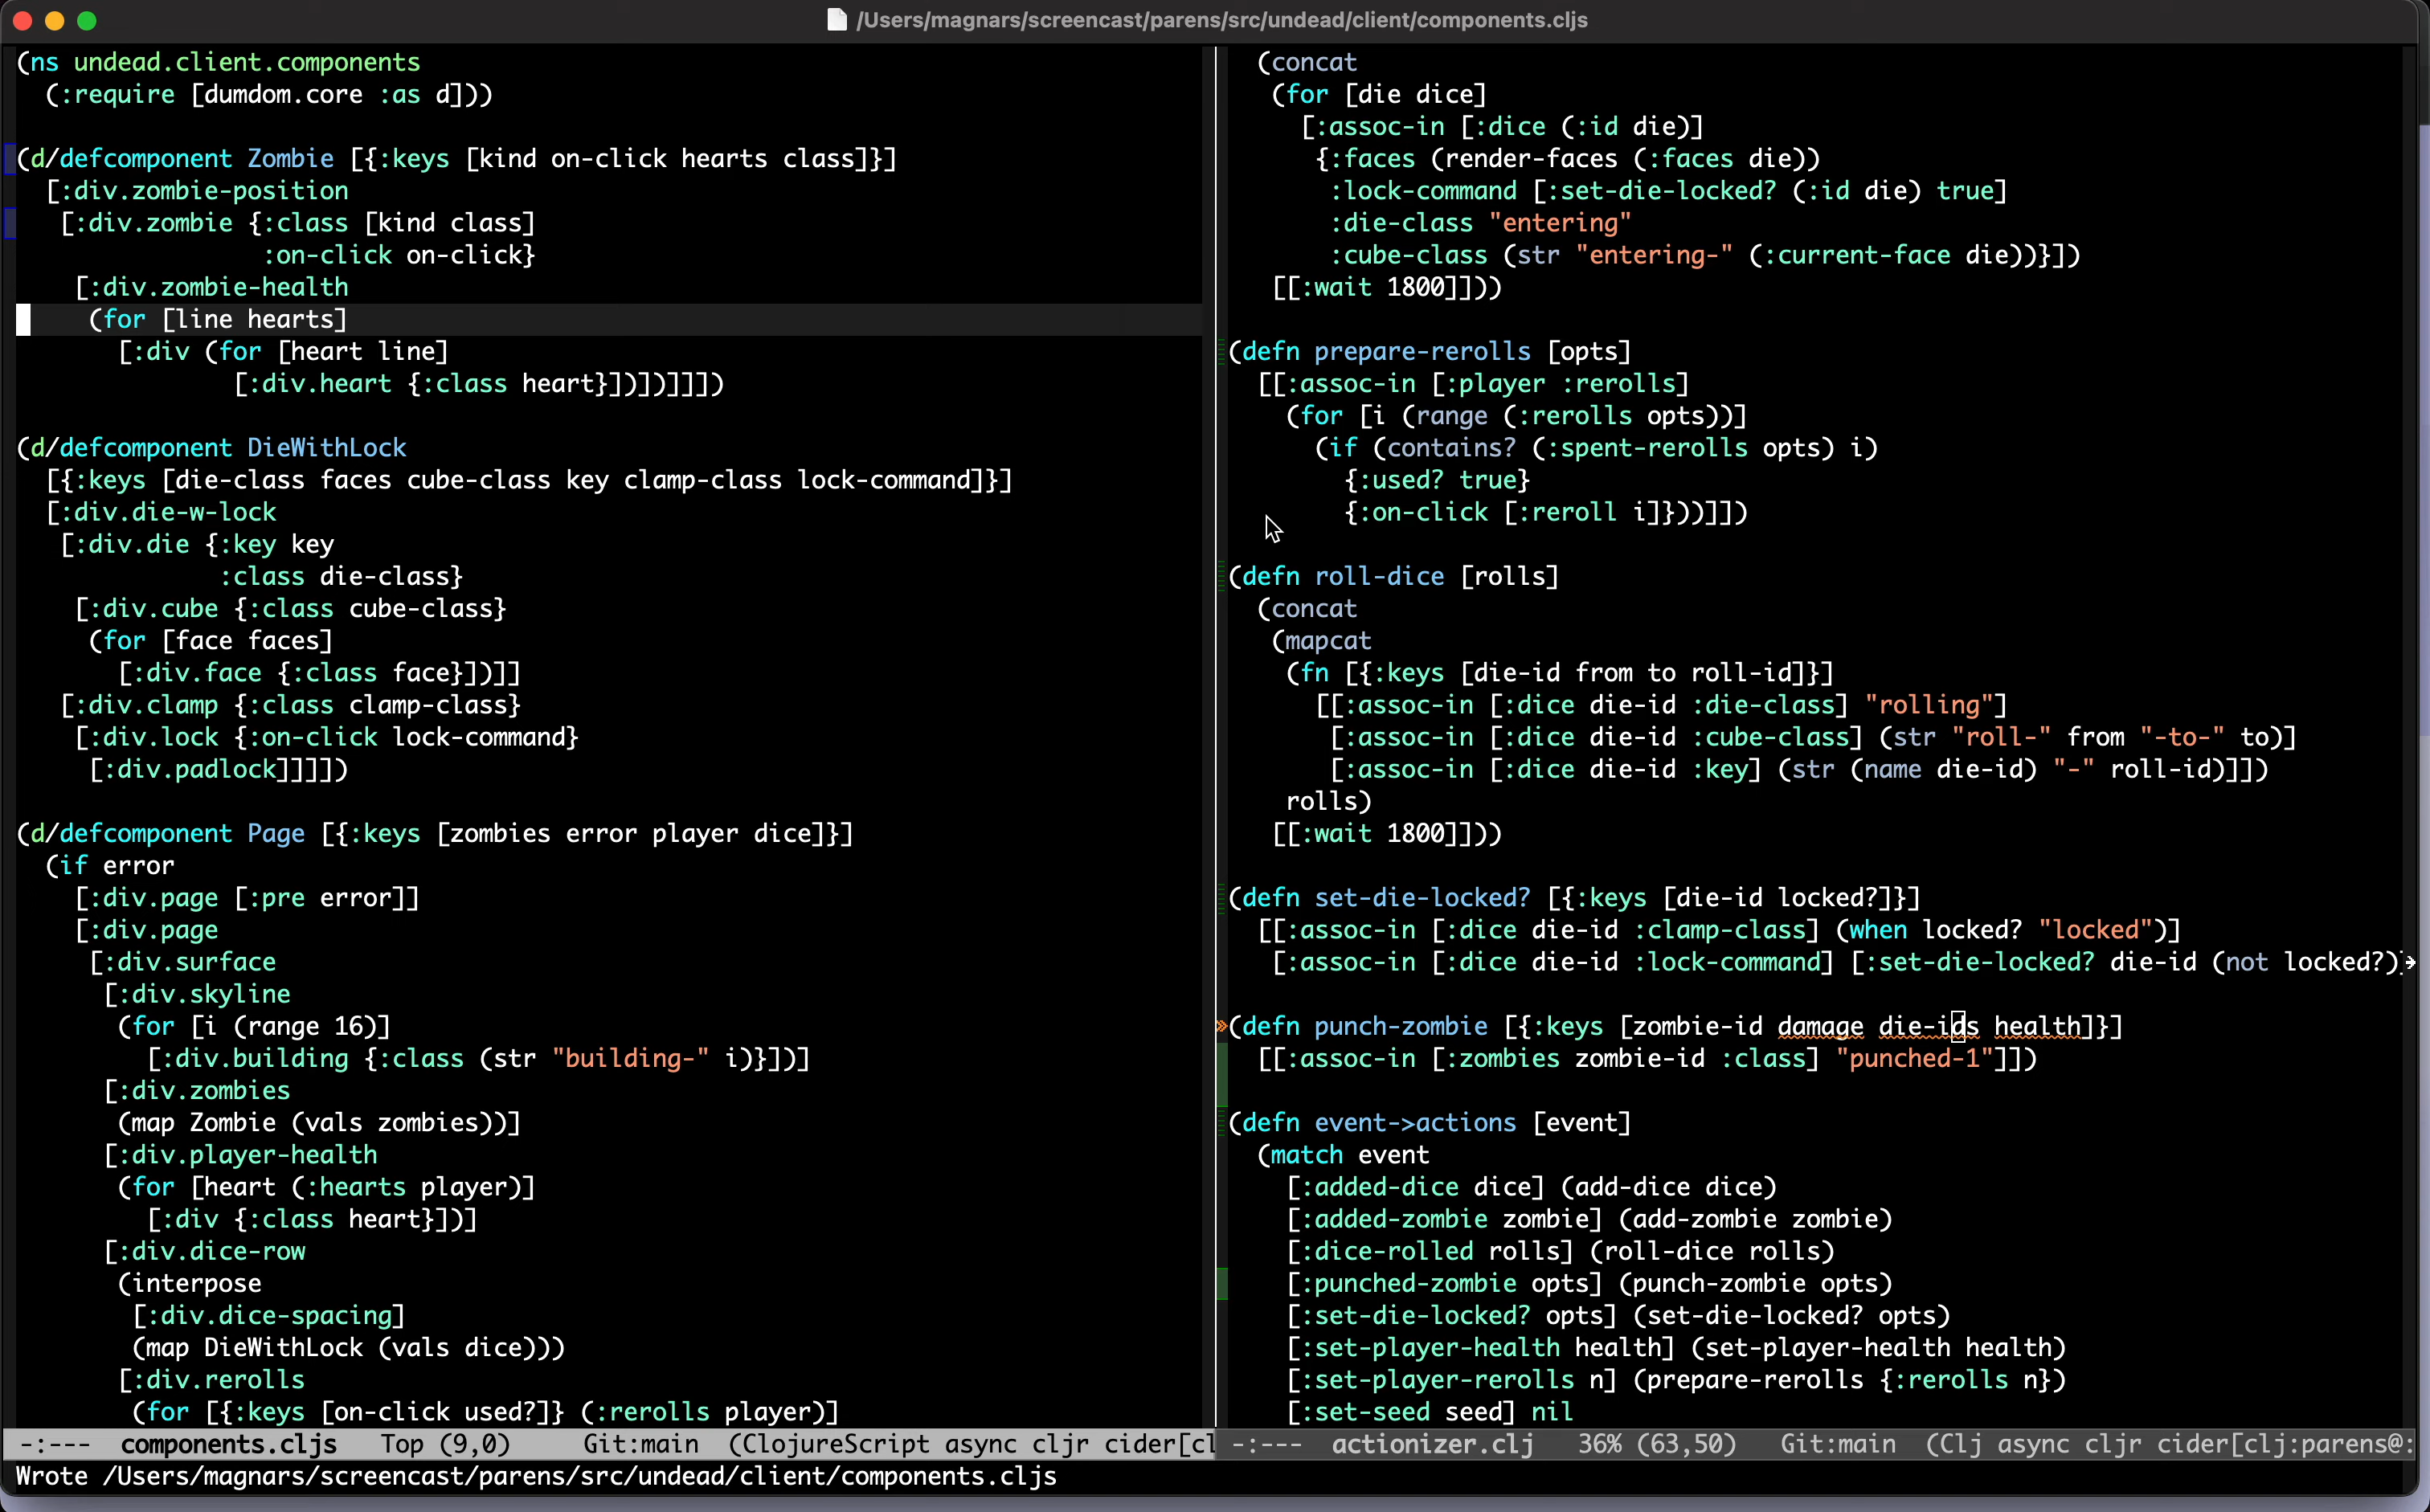 /Users/magnars/screencast/parens/src/undead/client/components.cljs
(ns undead.client.components
  (:require [dumdom.core :as d]))
(d/defcomponent Zombie [{:keys [kind on-click hearts class]}]
  [:div.zombie-position
   [:div.zombie {:class [kind class]
                 :on-click on-click}
    [:div.zombie-health
     (for [line hearts]
       [:div (for [heart line]
               [:div.heart {:class heart}])])]]])
(d/defcomponent DieWithLock
  [{:keys [die-class faces cube-class key clamp-class lock-command]}]
  [:div.die-w-lock
   [:div.die {:key key
              :class die-class}
    [:div.cube {:class cube-class}
     (for [face faces]
       [:div.face {:class face}])]]
   [:div.clamp {:class clamp-class}
    [:div.lock {:on-click lock-command}
     [:div.padlock]]]])
(d/defcomponent Page [{:keys [zombies error player dice]}]
  (if error
    [:div.page [:pre error]]
    [:div.page
     [:div.surface
      [:div.skyline
       (for [i (range 16)]
         [:div.building {:class (str "building-" i)}])]
      [:div.zombies
       (map Zombie (vals zombies))]
      [:div.player-health
       (for [heart (:hearts player)]
         [:div {:class heart}])]
      [:div.dice-row
       (interpose
        [:div.dice-spacing]
        (map DieWithLock (vals dice)))
       [:div.rerolls
        (for [{:keys [on-click used?]} (:rerolls player)]
-:---  components.cljs   Top (9,0)     Git:main  (ClojureScript async cljr cider[cl
  (concat
   (for [die dice]
     [:assoc-in [:dice (:id die)]
      {:faces (render-faces (:faces die))
       :lock-command [:set-die-locked? (:id die) true]
       :die-class "entering"
       :cube-class (str "entering-" (:current-face die))}])
   [[:wait 1800]]))
(defn prepare-rerolls [opts]
  [[:assoc-in [:player :rerolls]
    (for [i (range (:rerolls opts))]
      (if (contains? (:spent-rerolls opts) i)
        {:used? true}
        {:on-click [:reroll i]}))]])
(defn roll-dice [rolls]
  (concat
   (mapcat
    (fn [{:keys [die-id from to roll-id]}]
      [[:assoc-in [:dice die-id :die-class] "rolling"]
       [:assoc-in [:dice die-id :cube-class] (str "roll-" from "-to-" to)]
       [:assoc-in [:dice die-id :key] (str (name die-id) "-" roll-id)]])
    rolls)
   [[:wait 1800]]))
(defn set-die-locked? [{:keys [die-id locked?]}]
  [[:assoc-in [:dice die-id :clamp-class] (when locked? "locked")]
   [:assoc-in [:dice die-id :lock-command] [:set-die-locked? die-id (not locked?)]
(defn punch-zombie [{:keys [zombie-id damage die-ids health]}]
  [[:assoc-in [:zombies zombie-id :class] "punched-1"]])
(defn event->actions [event]
  (match event
    [:added-dice dice] (add-dice dice)
    [:added-zombie zombie] (add-zombie zombie)
    [:dice-rolled rolls] (roll-dice rolls)
    [:punched-zombie opts] (punch-zombie opts)
    [:set-die-locked? opts] (set-die-locked? opts)
    [:set-player-health health] (set-player-health health)
    [:set-player-rerolls n] (prepare-rerolls {:rerolls n})
    [:set-seed seed] nil
-:---  actionizer.clj   36% (63,50)   Git:main  (Clj async cljr cider[clj:parens@:
Wrote /Users/magnars/screencast/parens/src/undead/client/components.cljs